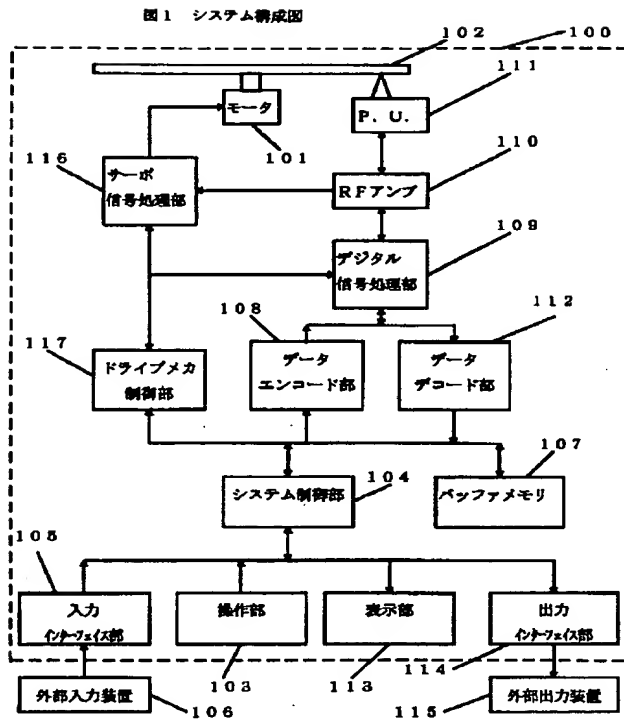 図1 システム構成図
102
100
111
モータ
P. U.
101
110
116
サーボ
信号処理部
RFアンプ
109
デジタル
信号処理部
108
112
117
ドライブメカ
制御部
データ
エンコード部
データ
デコード部
107
システム制御部
104
バッファメモリ
105
入力
インターフェイス部
操作部
表示部
出力
インターフェイス部
114
外部入力装置
103
113
外部出力装置
106
115